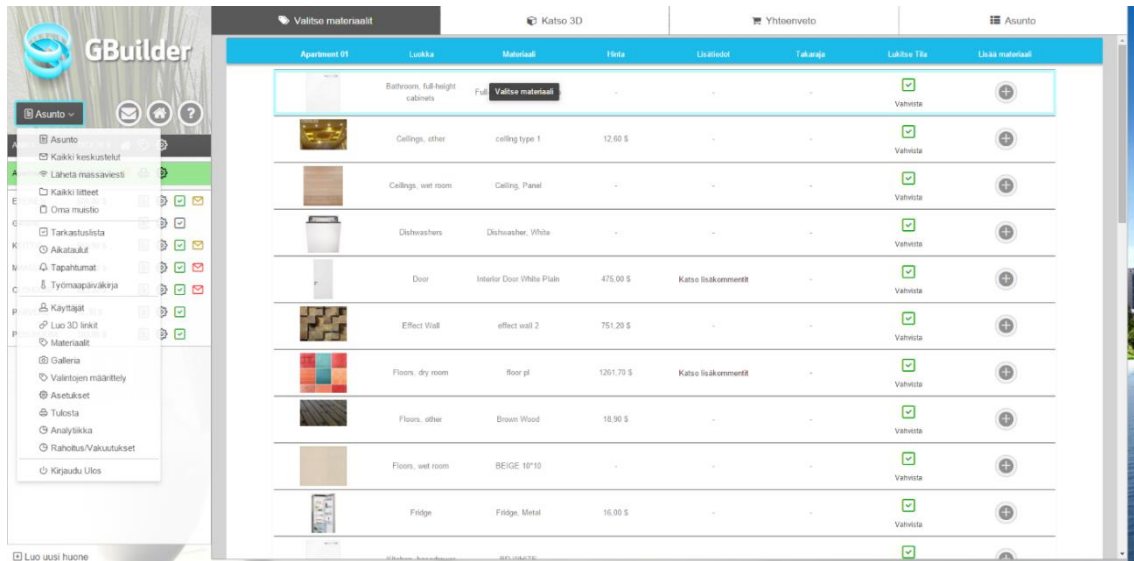 GBuilder
Valitse materiaalit
Katso 3D
Yhteenveto
Asunto
Asunto
Asunto
Kaikki keskustelut
Lähetä massaviesti
Kaikki liitteet
Oma muistio
Tarkastuslista
Aikataulut
Tapahtumat
Työmaapäiväkirja
Käyttäjät
Luo 3D linkit
Materiaalit
Galleria
Valintojen määrittely
Asetukset
Tulosta
Analytiikka
Rahoitus/Vakuutukset
Kirjaudu Ulos
Luo uusi huone
Apartment 01 Luokka Materiaali Hinta Lisätiedot Takaraja Lukitse Tila Lisää materiaali
Bathroom, full-height
cabinets
Valitse materiaali - - - Vahvista
Ceilings, other ceiling type 1 12,60 $ - - Vahvista
Ceilings, wet room Ceiling, Panel - - - Vahvista
Dishwashers Dishwasher, White - - - Vahvista
Door Interior Door White Plain 475,00 $ Katso lisäkommentit - Vahvista
Effect Wall effect wall 2 751,20 $ - - Vahvista
Floors, dry room floor pl 1261,70 $ Katso lisäkommentit - Vahvista
Floors, other Brown Wood 18,90 $ - - Vahvista
Floors, wet room BEIGE 10*10 - - - Vahvista
Fridge Fridge, Metal 16,00 $ - - Vahvista